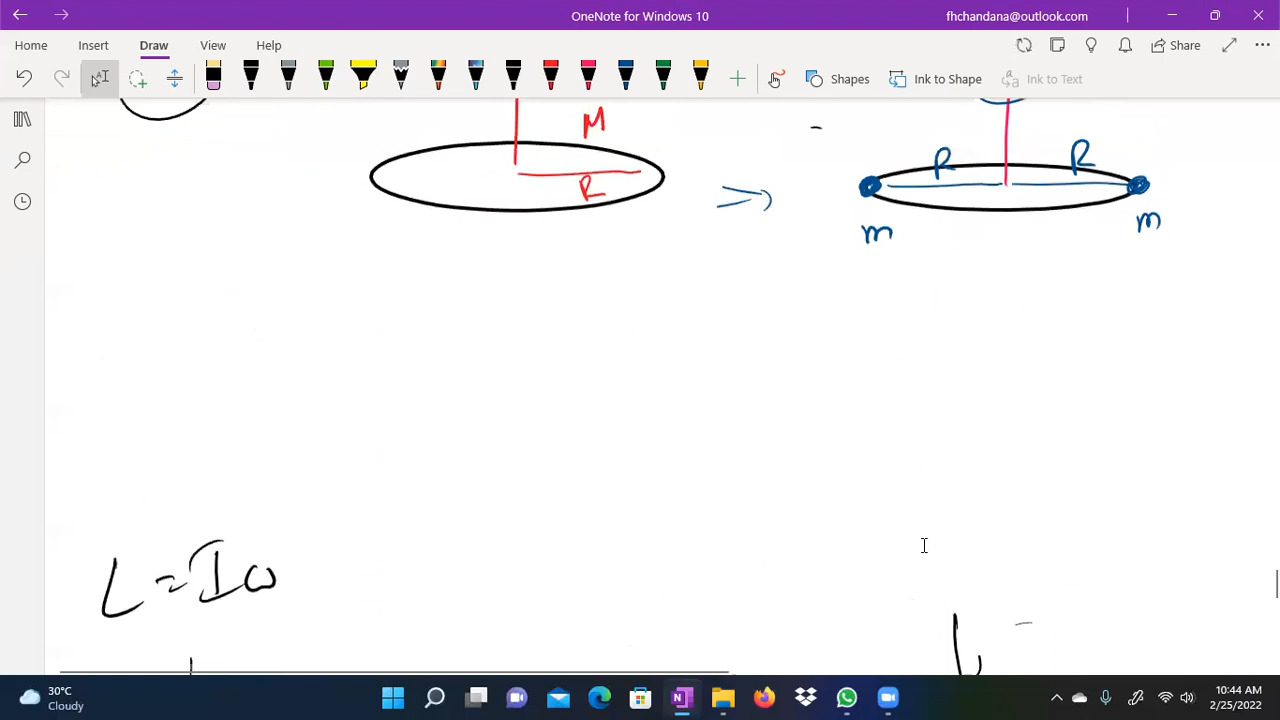 OneNote for Windows 10
fhchandana@outlook.com
Home Insert Draw View Help
Share
Shapes
Ink to Shape
Ink to Text
M
R
R R
m m
L = Iω
30°C
Cloudy
10:44 AM
2/25/2022